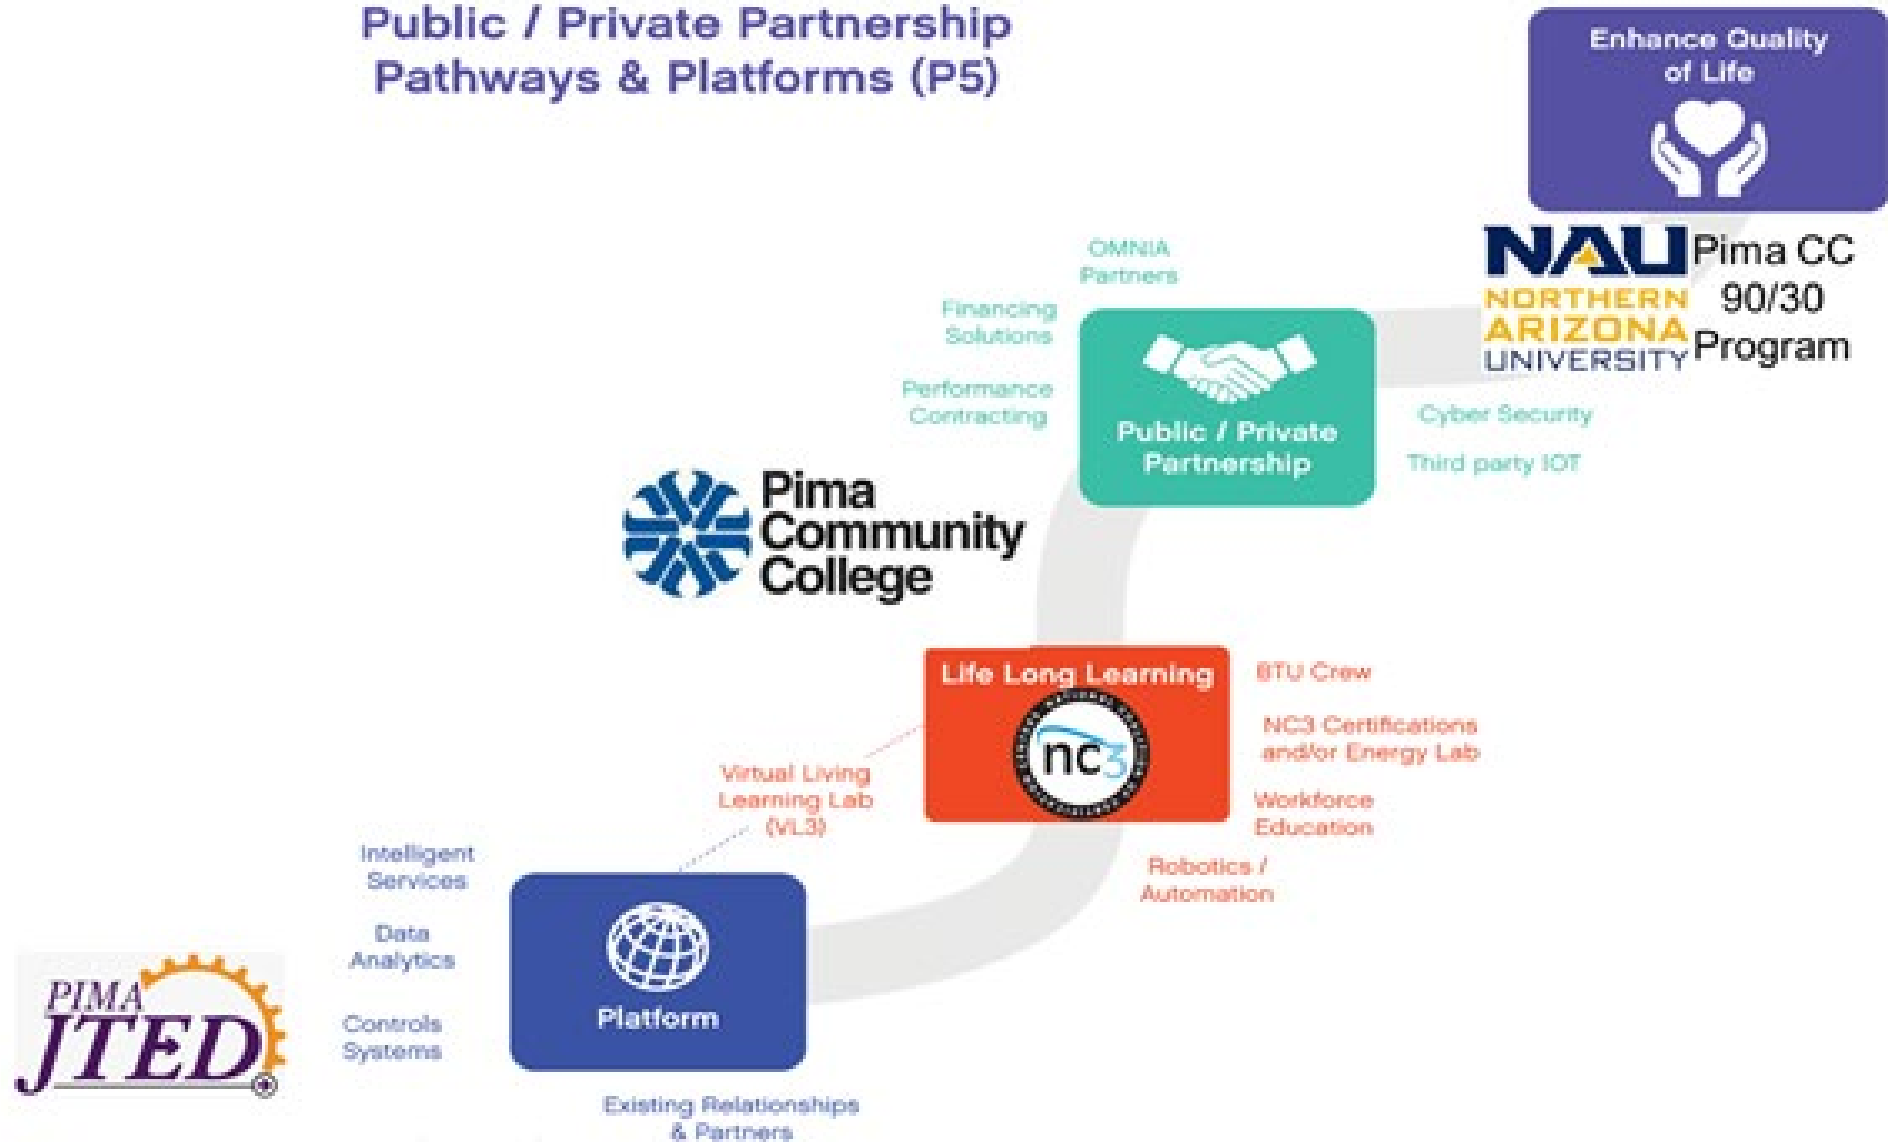 Public / Private Partnership
Pathways & Platforms (P5)
Enhance Quality
of Life
NAU
NORTHERN
ARIZONA
UNIVERSITY
Pima CC
90/30
Program
OMNIA
Partners
Financing
Solutions
Performance
Contracting
Public / Private
Partnership
Cyber Security
Third party IOT
Pima
Community
College
Life Long Learning
nc3
BTU Crew
NC3 Certifications
and/or Energy Lab
Workforce
Education
Robotics /
Automation
Virtual Living
Learning Lab
(VL3)
Intelligent
Services
Data
Analytics
Controls
Systems
Platform
Existing Relationships
& Partners
PIMA
JTED